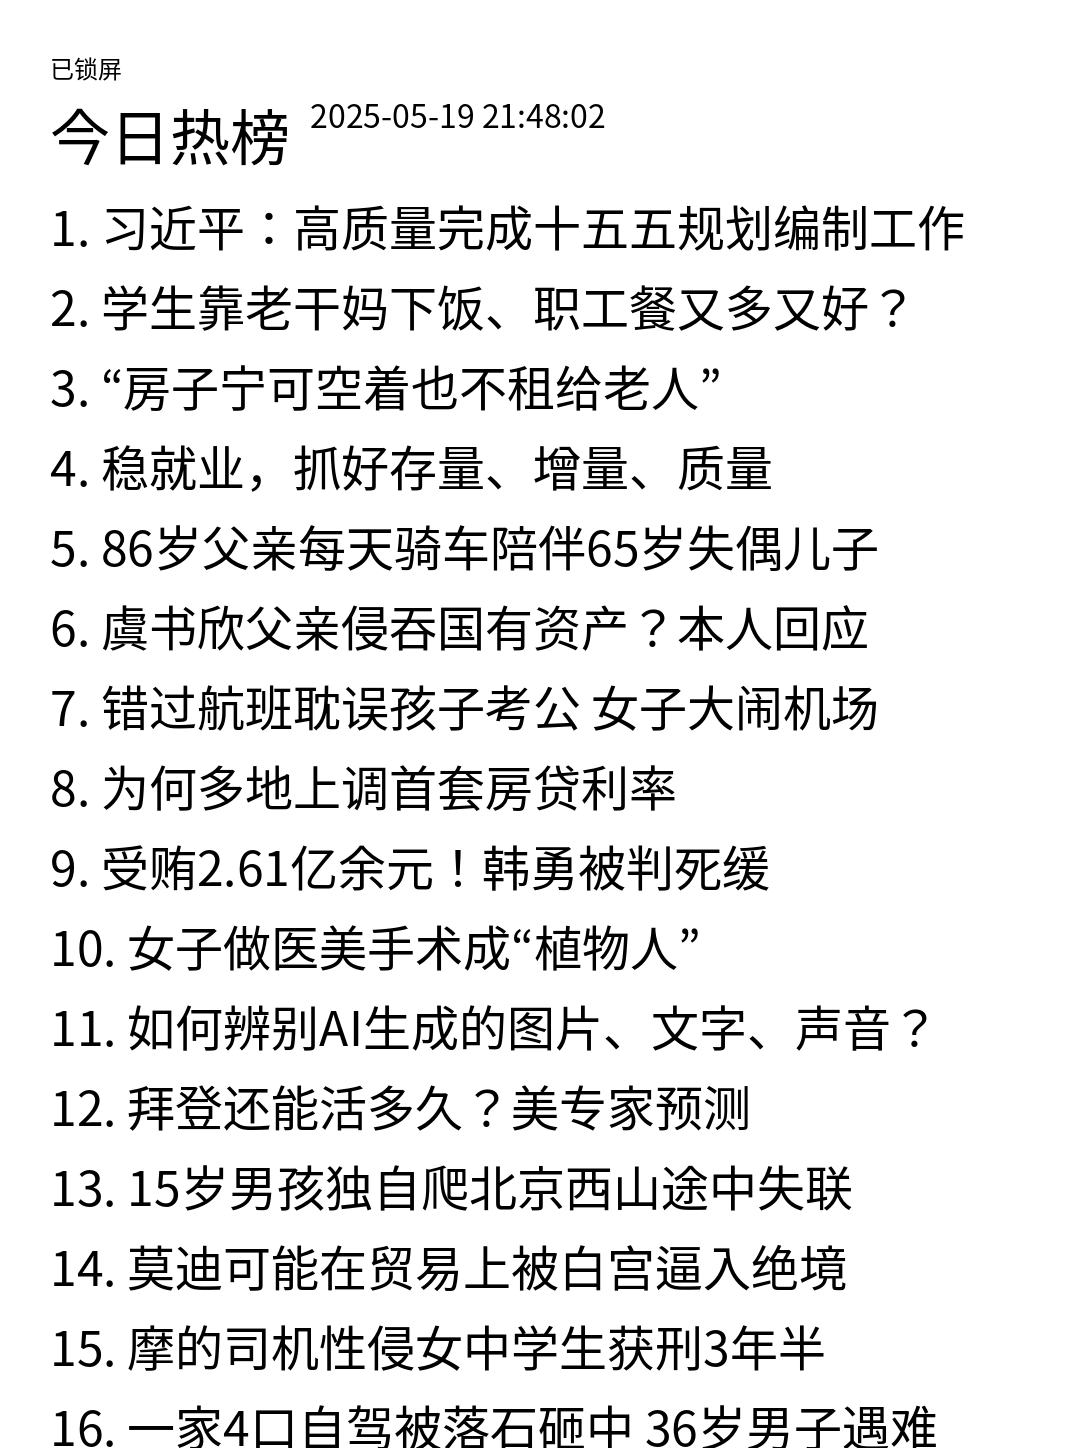 已锁屏
今日热榜 2025-05-19 21:48:02
1. 习近平：高质量完成十五五规划编制工作
2. 学生靠老干妈下饭、职工餐又多又好？
3. “房子宁可空着也不租给老人”
4. 稳就业，抓好存量、增量、质量
5. 86岁父亲每天骑车陪伴65岁失偶儿子
6. 虞书欣父亲侵吞国有资产？本人回应
7. 错过航班耽误孩子考公 女子大闹机场
8. 为何多地上调首套房贷利率
9. 受贿2.61亿余元！韩勇被判死缓
10. 女子做医美手术成“植物人”
11. 如何辨别AI生成的图片、文字、声音？
12. 拜登还能活多久？美专家预测
13. 15岁男孩独自爬北京西山途中失联
14. 莫迪可能在贸易上被白宫逼入绝境
15. 摩的司机性侵女中学生获刑3年半
16. 一家4口自驾被落石砸中 36岁男子遇难